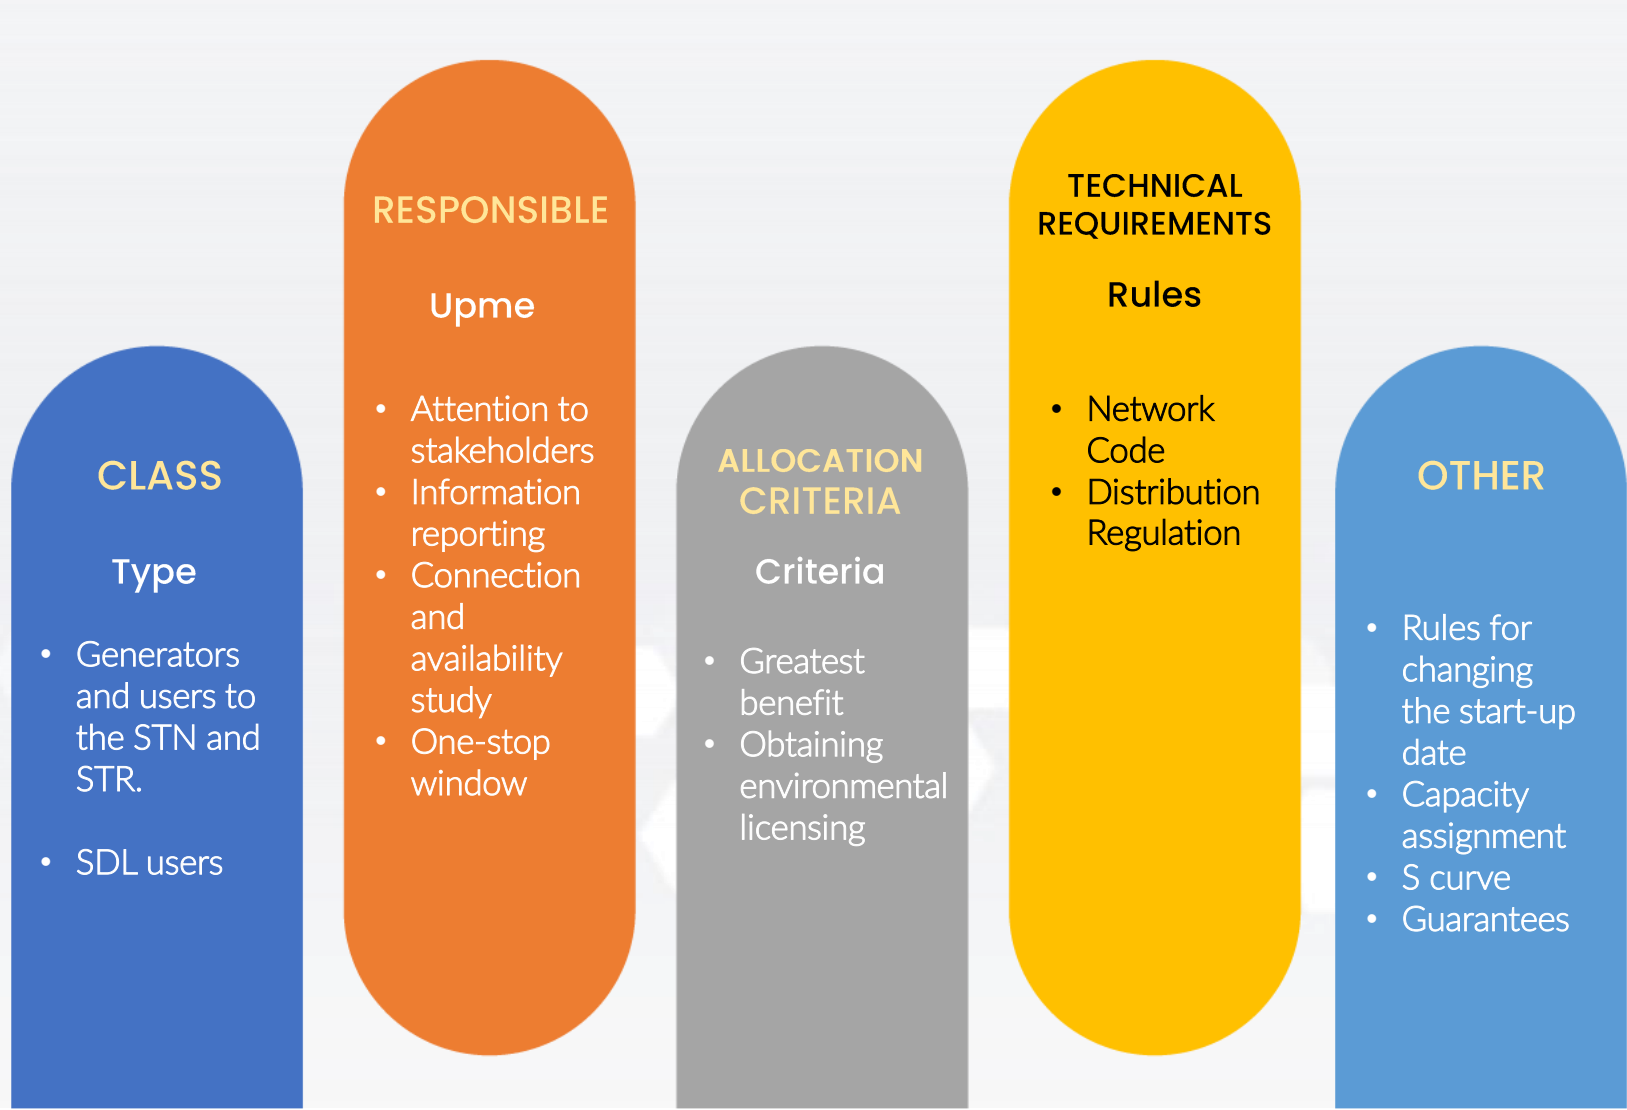 CLASS
Type
• Generators
and users to
the STN and
STR.
• SDL users
RESPONSIBLE
Upme
• Attention to
stakeholders
• Information
reporting
• Connection
and
availability
study
• One-stop
window
ALLOCATION
CRITERIA
Criteria
• Greatest
benefit
• Obtaining
environmental
licensing
TECHNICAL
REQUIREMENTS
Rules
• Network
Code
• Distribution
Regulation
OTHER
• Rules for
changing
the start-up
date
• Capacity
assignment
• S curve
• Guarantees